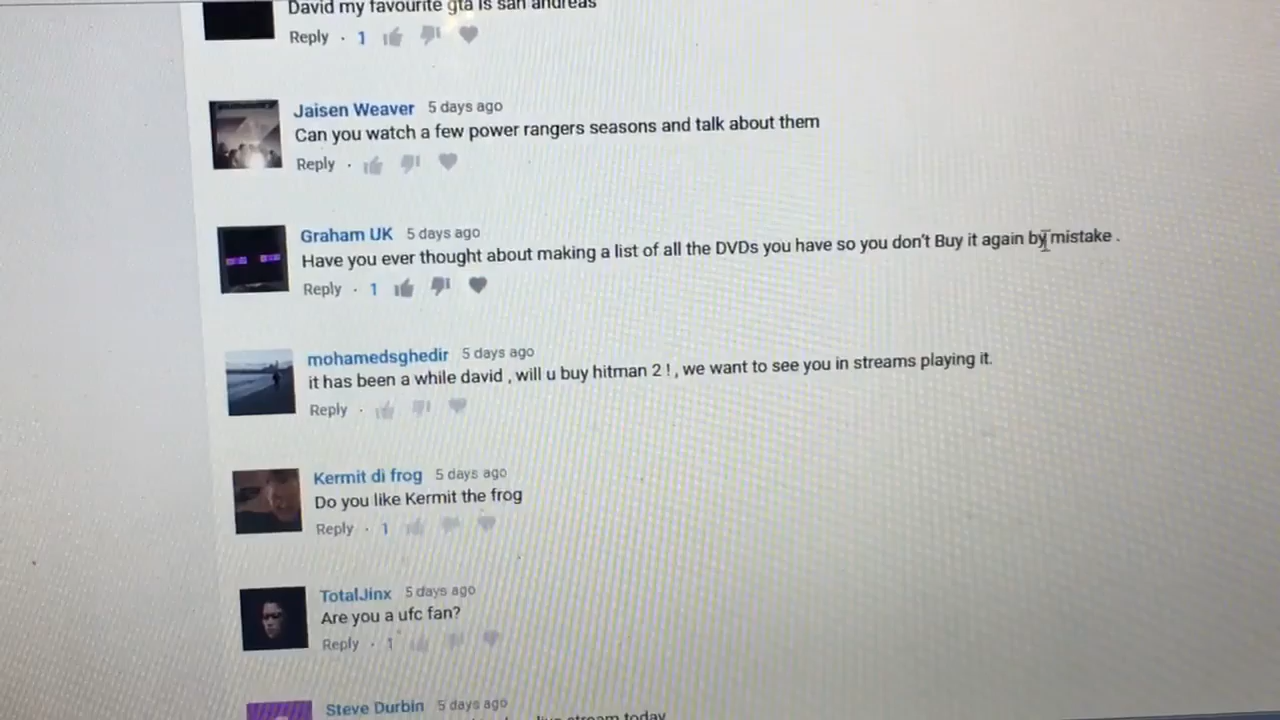 David my favourite gta is san andreas
Reply · 1
Jaisen Weaver 5 days ago
Can you watch a few power rangers seasons and talk about them
Reply ·
Graham UK 5 days ago
Have you ever thought about making a list of all the DVDs you have so you don't Buy it again by mistake .
Reply · 1
mohamedsghedir 5 days ago
it has been a while david , will u buy hitman 2 ! , we want to see you in streams playing it.
Reply ·
Kermit di frog 5 days ago
Do you like Kermit the frog
Reply · 1
TotalJinx 5 days ago
Are you a ufc fan?
Reply · 1
Steve Durbin 5 days ago
stream today